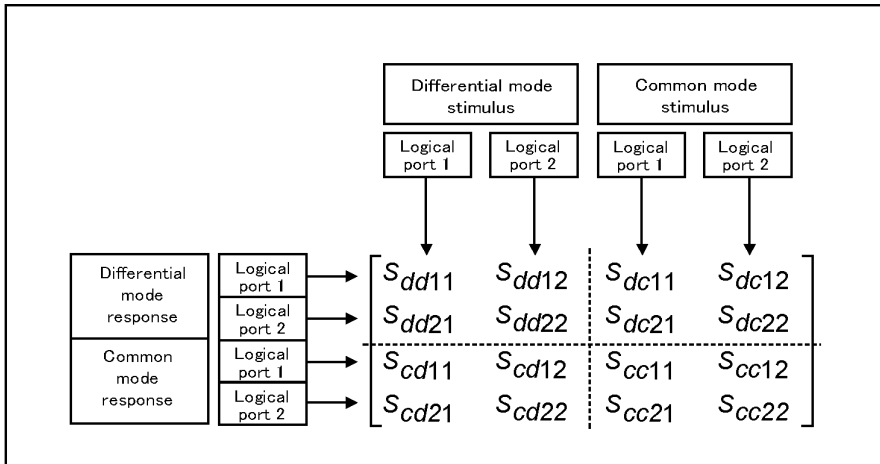 Differential mode
stimulus
Common mode
stimulus
Logical
port 1
Logical
port 2
Logical
port 1
Logical
port 2
Differential
mode
response
Common
mode
response
Logical
port 1
Logical
port 2
Logical
port 1
Logical
port 2
Sdd11 Sdd12 Sdc11 Sdc12
Sdd21 Sdd22 Sdc21 Sdc22
Scd11 Scd12 Scc11 Scc12
Scd21 Scd22 Scc21 Scc22